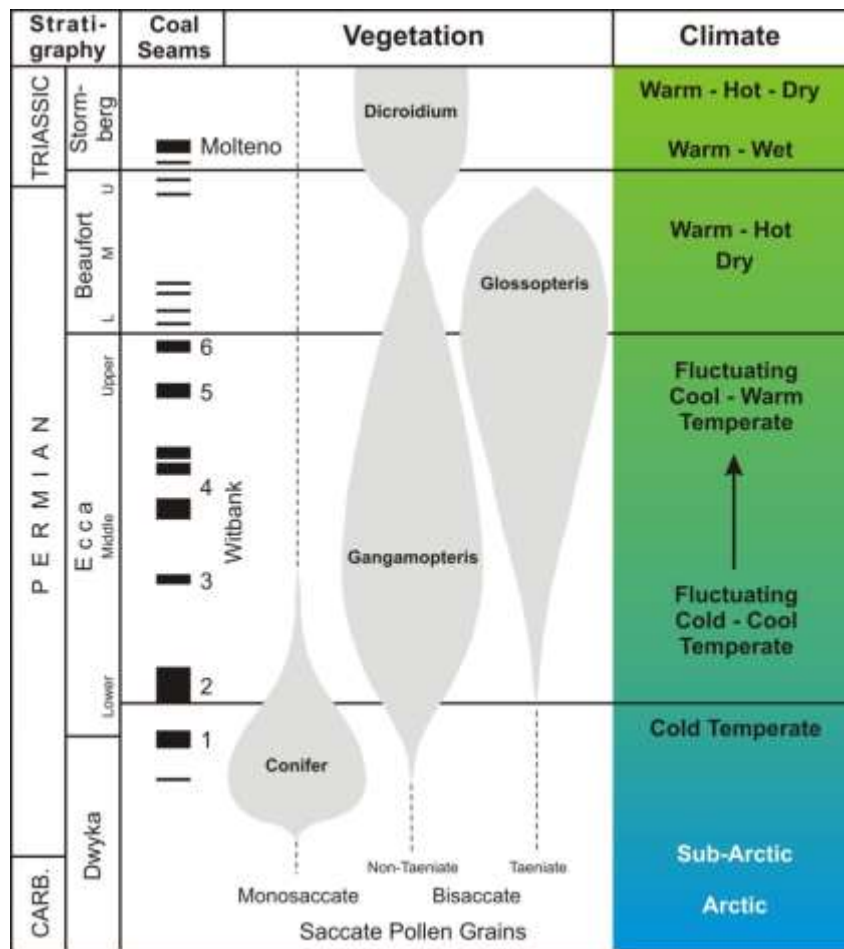 Strati-
graphy
Coal
Seams
Vegetation
Climate
TRIASSIC
Storm-
berg
Molteno
Dicroidium
Warm - Hot - Dry
Warm - Wet
PERMIAN
Beaufort
U
M
L
Glossopteris
Warm - Hot
Dry
Ecca
Upper
Middle
Lower
6
5
4
3
2
1
Witbank
Gangamopteris
Conifer
Fluctuating
Cool - Warm
Temperate
Fluctuating
Cold - Cool
Temperate
Cold Temperate
CARB.
Dwyka
Sub-Arctic
Arctic
Non-Taeniate
Taeniate
Monosaccate
Bisaccate
Saccate Pollen Grains